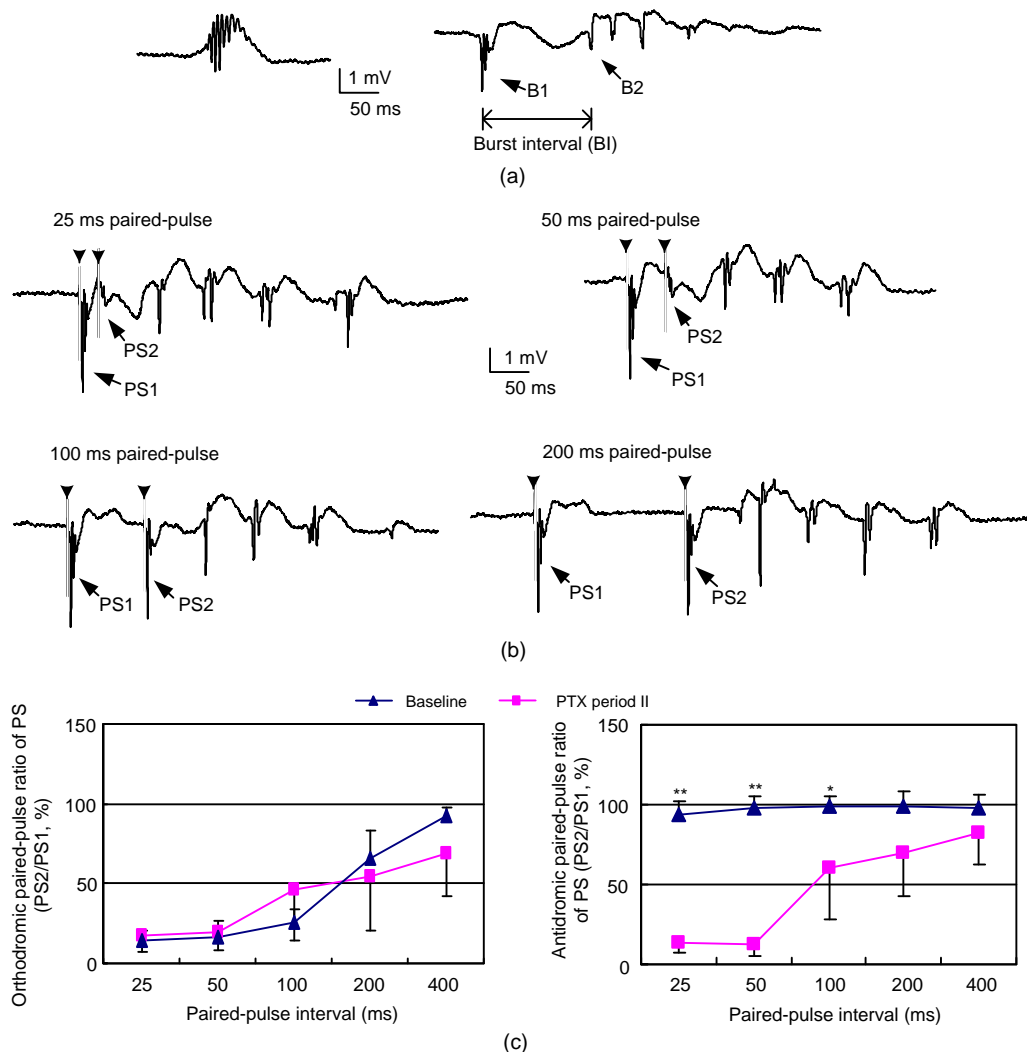 1 mV
50 ms
B1
B2
Burst interval (BI)
(a)
25 ms paired-pulse
50 ms paired-pulse
PS2
PS1
1 mV
50 ms
PS2
PS1
100 ms paired-pulse
200 ms paired-pulse
PS1
PS2
PS1
PS2
(b)
Baseline
PTX period II
Orthodromic paired-pulse ratio of PS
(PS2/PS1, %)
150
100
50
0
25 50 100 200 400
Paired-pulse interval (ms)
Antidromic paired-pulse ratio
of PS (PS2/PS1, %)
150
100
50
0
** ** *
25 50 100 200 400
Paired-pulse interval (ms)
(c)